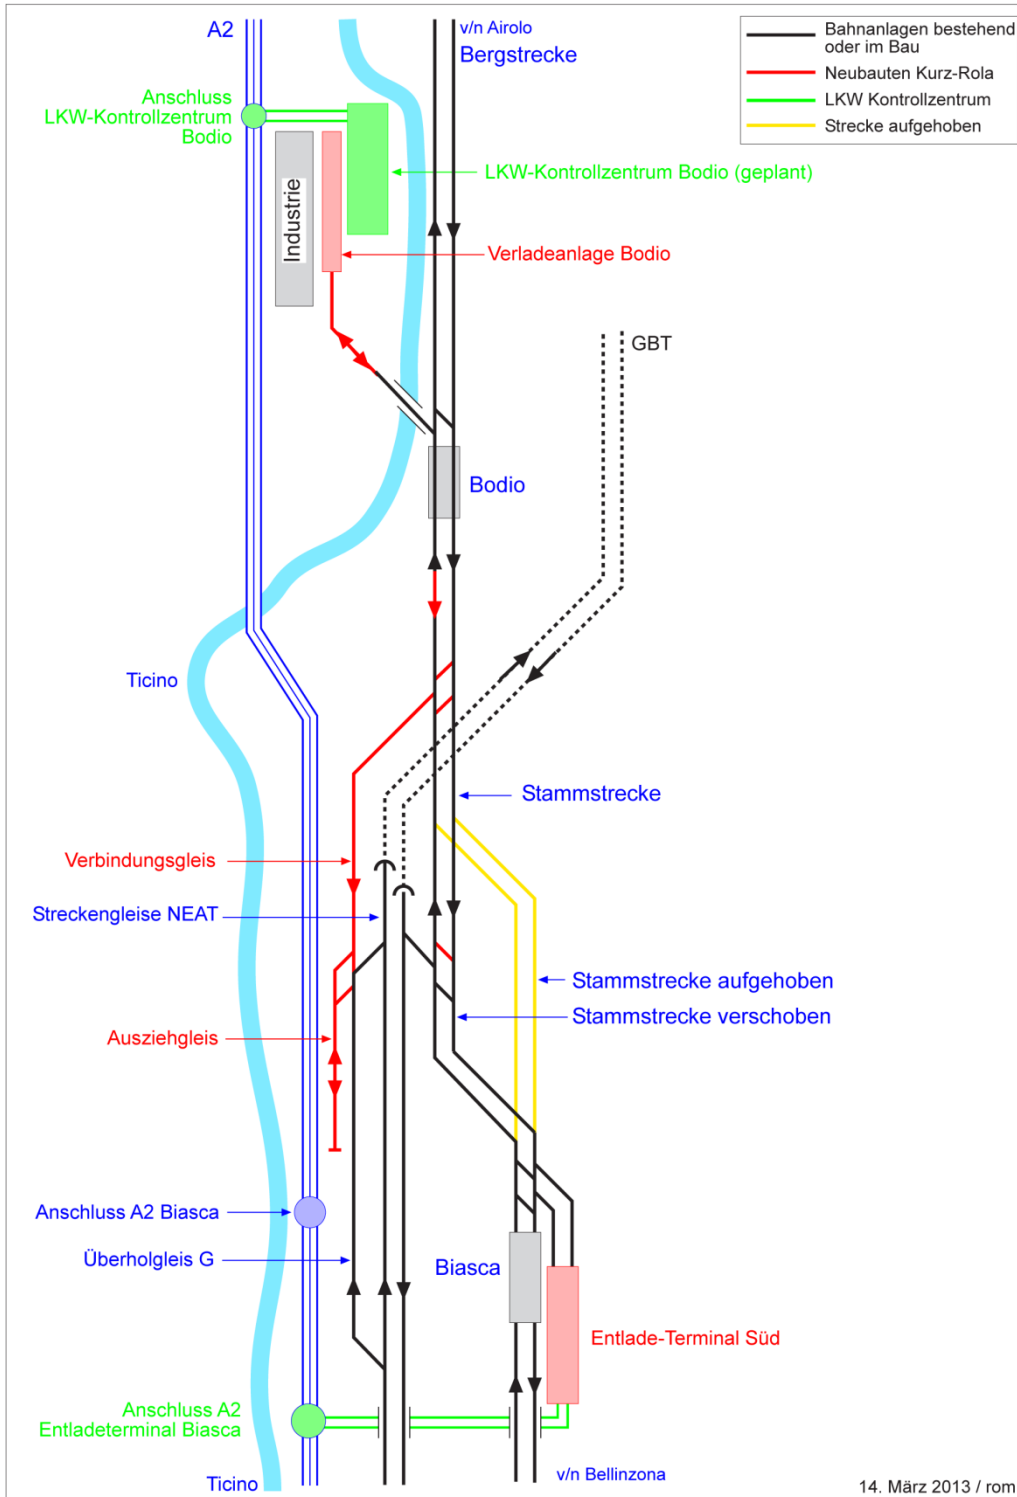 A2
v/n Airolo
Bergstrecke
Bahnanlagen bestehend
oder im Bau
Neubauten Kurz-Rola
LKW Kontrollzentrum
Strecke aufgehoben
Anschluss
LKW-Kontrollzentrum
Bodio
LKW-Kontrollzentrum Bodio (geplant)
Industrie
Verladeanlage Bodio
GBT
Bodio
Ticino
Stammstrecke
Verbindungsgleis
Streckengleise NEAT
Stammstrecke aufgehoben
Stammstrecke verschoben
Ausziehgleis
Anschluss A2 Biasca
Überholgleis G
Biasca
Entlade-Terminal Süd
Anschluss A2
Entladeterminal Biasca
Ticino
v/n Bellinzona
14. März 2013 / rom